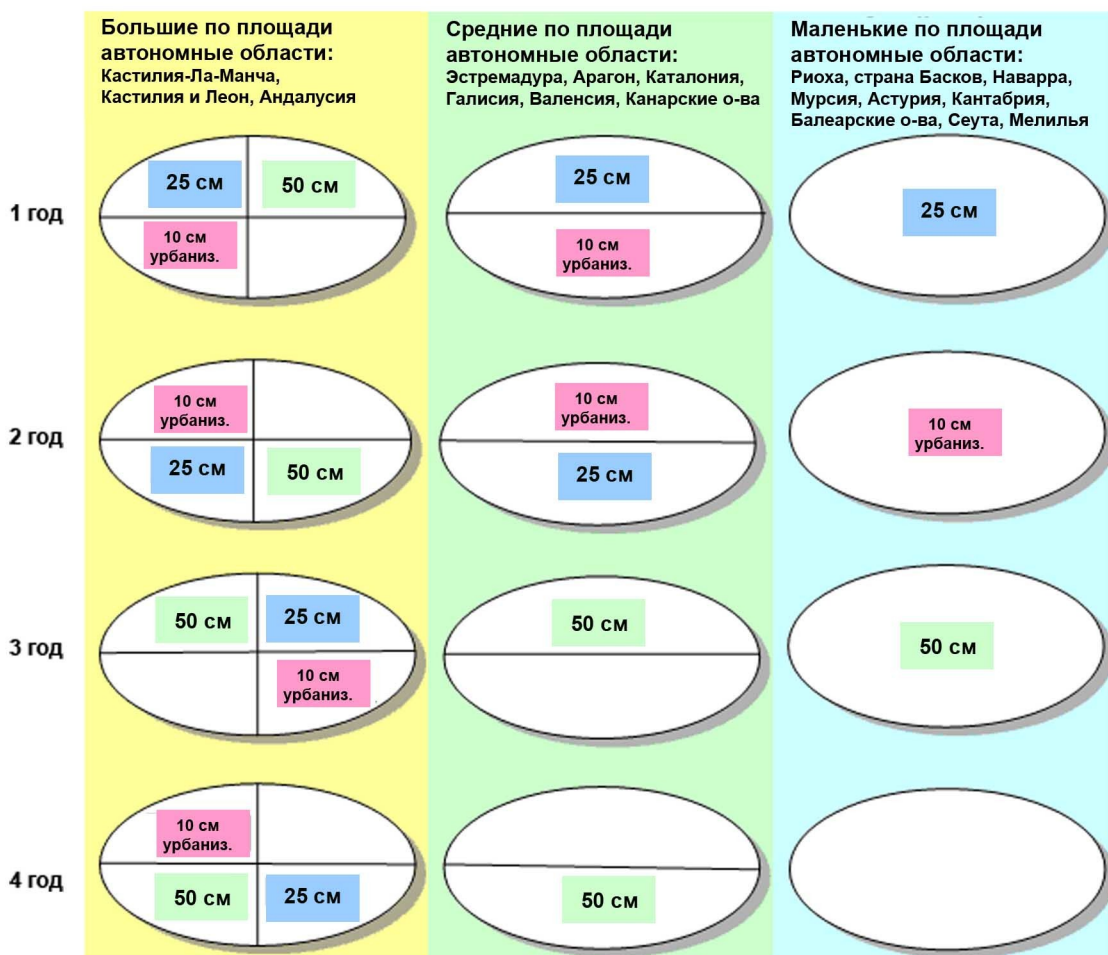 Большие по площади
автономные области:
Кастилия-Ла-Манча,
Кастилия и Леон, Андалусия
Средние по площади
автономные области:
Эстремадура, Арагон, Каталония,
Галисия, Валенсия, Канарские о-ва
Маленькие по площади
автономные области:
Риоха, страна Басков, Наварра,
Мурсия, Астурия, Кантабрия,
Балеарские о-ва, Сеута, Мелилья
1 год
25 см
50 см
10 см
урбаниз.
25 см
10 см
урбаниз.
25 см
2 год
10 см
урбаниз.
25 см
50 см
10 см
урбаниз.
25 см
10 см
урбаниз.
3 год
50 см
25 см
10 см
урбаниз.
50 см
50 см
4 год
10 см
урбаниз.
50 см
25 см
50 см